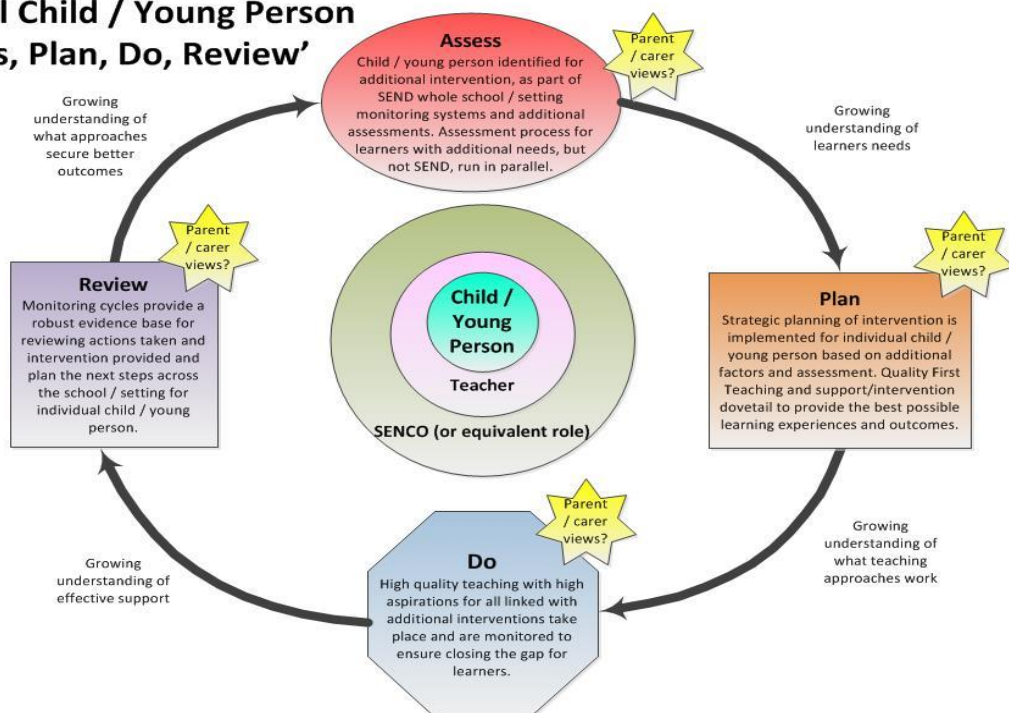 l Child / Young Person
s, Plan, Do, Review’
Assess
Child / young person identified for
additional intervention, as part of
SEND whole school / setting
monitoring systems and additional
assessments. Assessment process for
learners with additional needs, but
not SEND, run in parallel.
Parent
/ carer
views?
Growing
understanding of
learners needs
Parent
/ carer
views?
Plan
Strategic planning of intervention is
implemented for individual child /
young person based on additional
factors and assessment. Quality First
Teaching and support/intervention
dovetail to provide the best possible
learning experiences and outcomes.
Growing
understanding of
what teaching
approaches work
Parent
/ carer
views?
Do
High quality teaching with high
aspirations for all linked with
additional interventions take
place and are monitored to
ensure closing the gap for
learners.
Growing
understanding of
effective support
Parent
/ carer
views?
Review
Monitoring cycles provide a
robust evidence base for
reviewing actions taken and
intervention provided and
plan the next steps across
the school / setting for
individual child / young
person.
Growing
understanding of
what approaches
secure better
outcomes
Child /
Young
Person
Teacher
SENCO (or equivalent role)